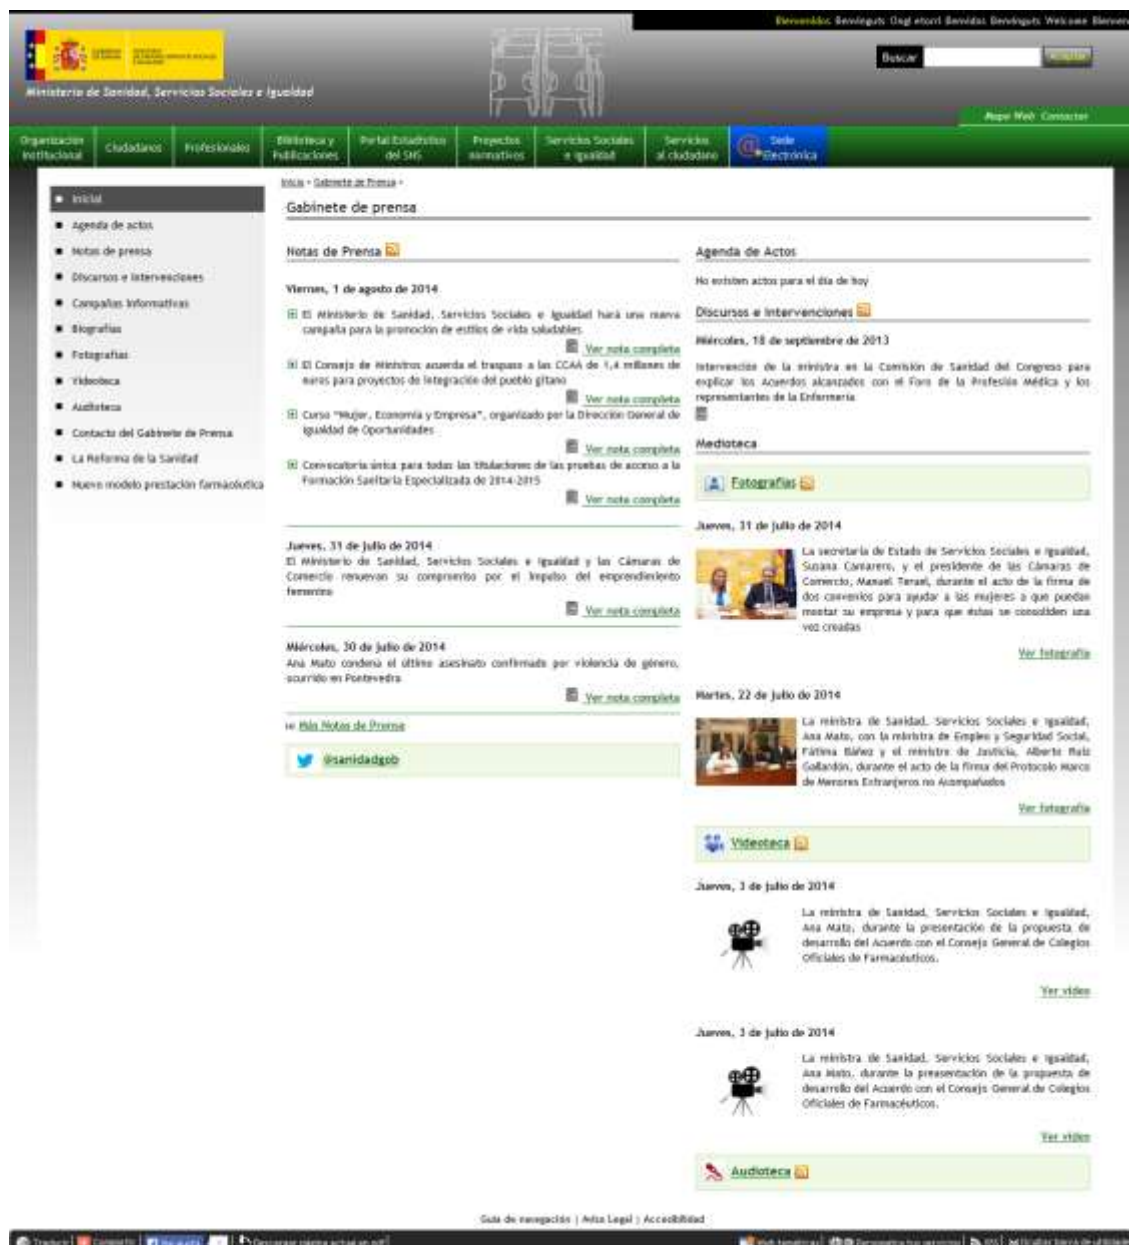 Bienvenidos Benvinguts Ongi etorri Benvidos Benvinguts Welcome
Buscar
Ministerio de Sanidad, Servicios Sociales e Igualdad
Mapa Web Contactar
Organización Institucional
Ciudadanos
Profesionales
Biblioteca y Publicaciones
Portal Estadístico del SNS
Proyectos normativos
Servicios Sociales e Igualdad
Servicios al ciudadano
Sede Electrónica
Inicial
Agenda de actos
Notas de prensa
Discursos e Intervenciones
Campañas Informativas
Biografías
Fotografías
Videoteca
Audioteca
Contacto del Gabinete de Prensa
La Reforma de la Sanidad
Nuevo modelo prestación farmacéutica
Inicio - Gabinete de Prensa -
Gabinete de prensa
Notas de Prensa
Viernes, 1 de agosto de 2014
El Ministerio de Sanidad, Servicios Sociales e Igualdad hará una nueva
campaña para la promoción de estilos de vida saludables
Ver nota completa
El Consejo de Ministros acuerda el traspaso a las CCAA de 1,4 millones de
euros para proyectos de integración del pueblo gitano
Ver nota completa
Curso "Mujer, Economía y Empresa", organizado por la Dirección General de
Igualdad de Oportunidades
Ver nota completa
Convocatoria única para todas las titulaciones de las pruebas de acceso a la
Formación Sanitaria Especializada de 2014-2015
Ver nota completa
Jueves, 31 de julio de 2014
El Ministerio de Sanidad, Servicios Sociales e Igualdad y las Cámaras de
Comercio renuevan su compromiso por el impulso del emprendimiento
femenino
Ver nota completa
Miércoles, 30 de julio de 2014
Ana Mato condena el último asesinato confirmado por violencia de género,
ocurrido en Pontevedra
Ver nota completa
Más Notas de Prensa
@sanidadgob
Agenda de Actos
No existen actos para el día de hoy
Discursos e Intervenciones
Miércoles, 18 de septiembre de 2013
Intervención de la ministra en la Comisión de Sanidad del Congreso para
explicar los Acuerdos alcanzados con el Foro de la Profesión Médica y los
representantes de la Enfermería
Medioteca
Fotografías
Jueves, 31 de julio de 2014
La secretaria de Estado de Servicios Sociales e Igualdad,
Susana Camarero, y el presidente de las Cámaras de
Comercio, Manuel Teruel, durante el acto de la firma de
dos convenios para ayudar a las mujeres a que puedan
montar su empresa y para que éstas se consoliden una
vez creadas
Ver fotografía
Martes, 22 de julio de 2014
La ministra de Sanidad, Servicios Sociales e Igualdad,
Ana Mato, con la ministra de Empleo y Seguridad Social,
Fátima Báñez y el ministro de Justicia, Alberto Ruiz
Gallardón, durante el acto de la firma del Protocolo Marco
de Menores Extranjeros no Acompañados
Ver fotografía
Videoteca
Jueves, 3 de julio de 2014
La ministra de Sanidad, Servicios Sociales e Igualdad,
Ana Mato, durante la presentación de la propuesta de
desarrollo del Acuerdo con el Consejo General de Colegios
Oficiales de Farmacéuticos.
Ver vídeo
Jueves, 3 de julio de 2014
La ministra de Sanidad, Servicios Sociales e Igualdad,
Ana Mato, durante la presentación de la propuesta de
desarrollo del Acuerdo con el Consejo General de Colegios
Oficiales de Farmacéuticos.
Ver vídeo
Audioteca
Guía de navegación | Aviso Legal | Accesibilidad